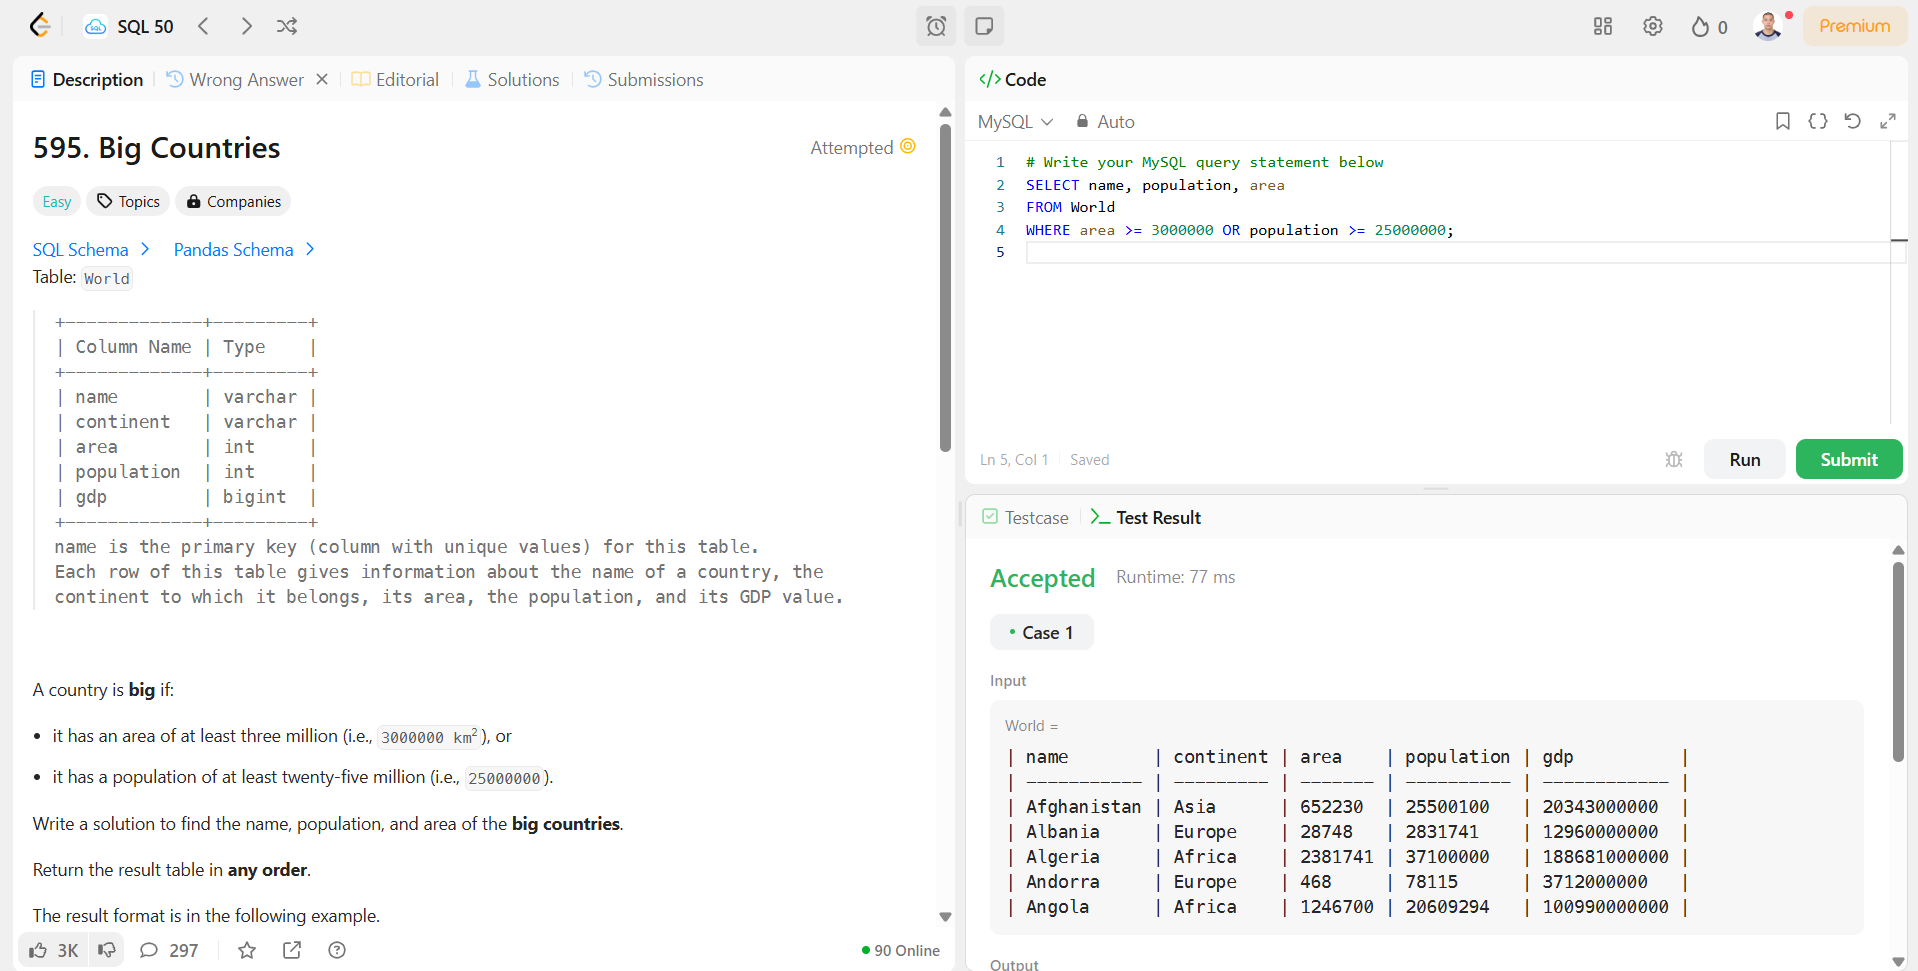 SQL 50
0
Premium
Description
Wrong Answer
Editorial
Solutions
Submissions
595. Big Countries
Attempted
Easy
Topics
Companies
SQL Schema
Pandas Schema
Table: World
+-------------+---------+
| Column Name | Type    |
+-------------+---------+
| name        | varchar |
| continent   | varchar |
| area        | int     |
| population  | int     |
| gdp         | bigint  |
+-------------+---------+
name is the primary key (column with unique values) for this table.
Each row of this table gives information about the name of a country, the
continent to which it belongs, its area, the population, and its GDP value.
A country is big if:
• it has an area of at least three million (i.e., 3000000 km²), or
• it has a population of at least twenty-five million (i.e., 25000000).
Write a solution to find the name, population, and area of the big countries.
Return the result table in any order.
The result format is in the following example.
3K
297
90 Online
</> Code
MySQL
Auto
1 # Write your MySQL query statement below
2 SELECT name, population, area
3 FROM World
4 WHERE area >= 3000000 OR population >= 25000000;
5
Ln 5, Col 1
Saved
Run
Submit
Testcase
Test Result
Accepted
Runtime: 77 ms
• Case 1
Input
World =
| name        | continent | area    | population | gdp          |
| ----------- | --------- | ------- | ---------- | ------------ |
| Afghanistan | Asia      | 652230  | 25500100   | 20343000000  |
| Albania     | Europe    | 28748   | 2831741    | 12960000000  |
| Algeria     | Africa    | 2381741 | 37100000   | 188681000000 |
| Andorra     | Europe    | 468     | 78115      | 3712000000   |
| Angola      | Africa    | 1246700 | 20609294   | 100990000000 |
Output